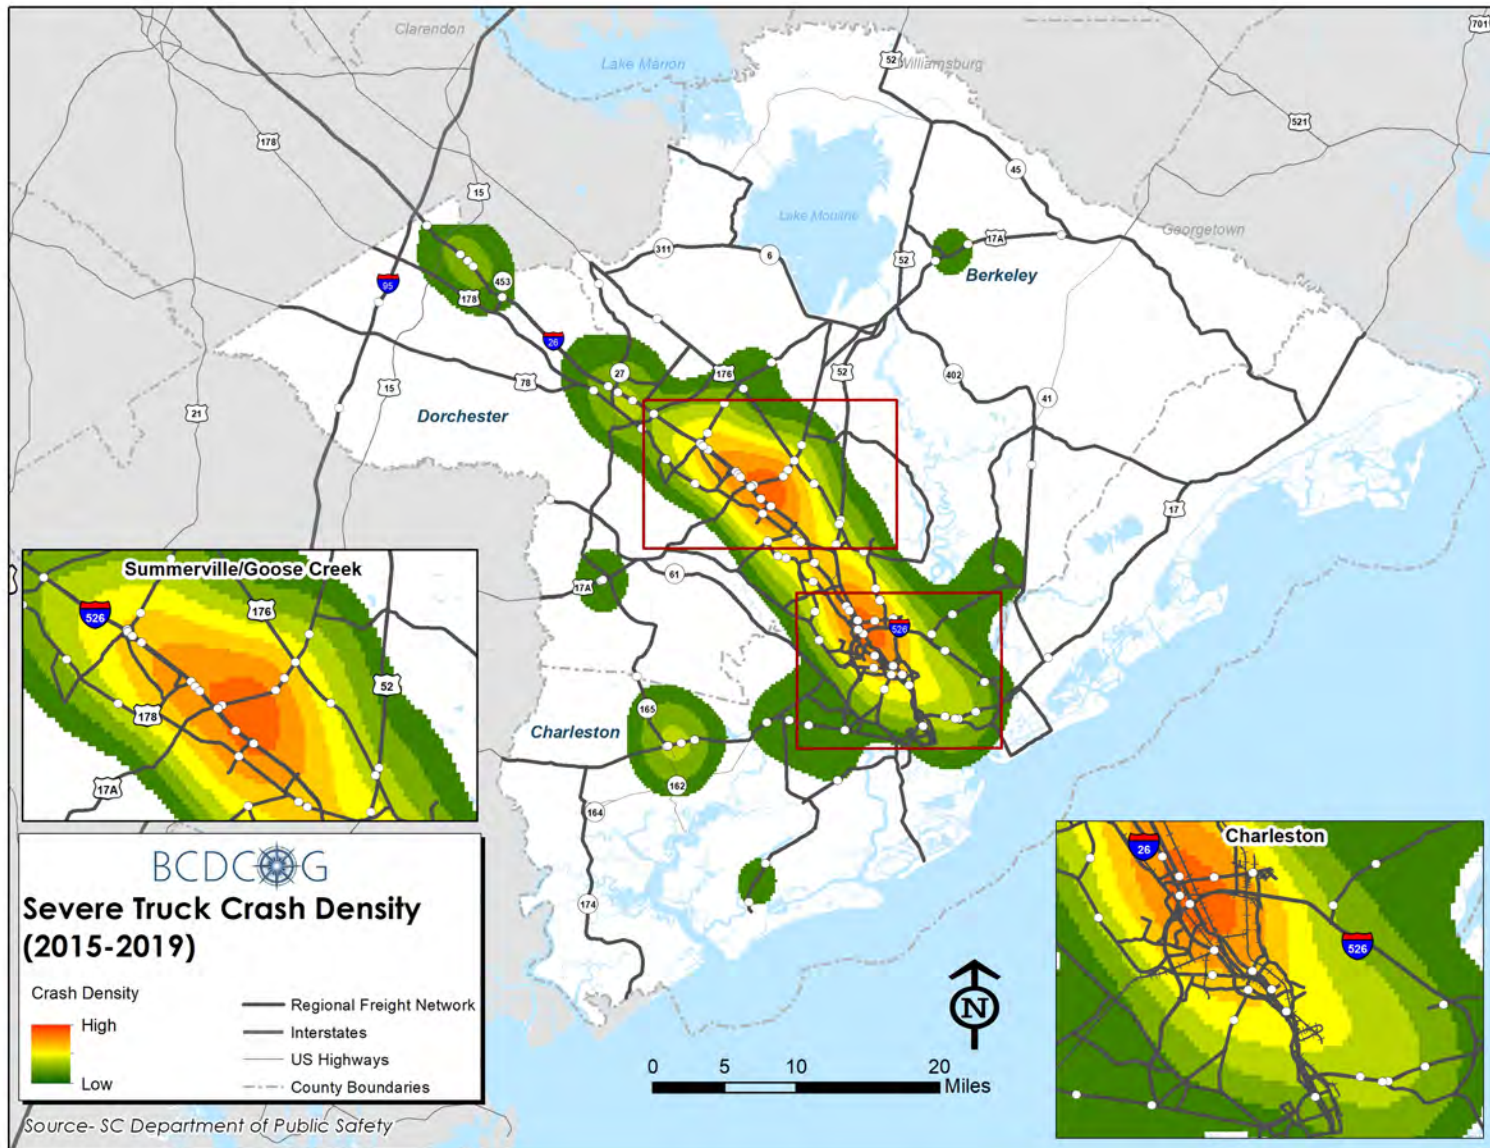 Clarendon
Lake Marion
Williamsburg
52
701
178
521
15
45
Lake Moultrie
Georgetown
17A
311
6
52
Berkeley
95
453
178
26
27
176
52
78
402
15
41
21
Dorchester
17
61
17A
526
165
Charleston
162
164
174
Summerville/Goose Creek
526
176
52
178
17A
BCDCOG
Severe Truck Crash Density
(2015-2019)
Crash Density
High
Low
Regional Freight Network
Interstates
US Highways
County Boundaries
Source- SC Department of Public Safety
N
0 5 10 20
Miles
Charleston
26
526